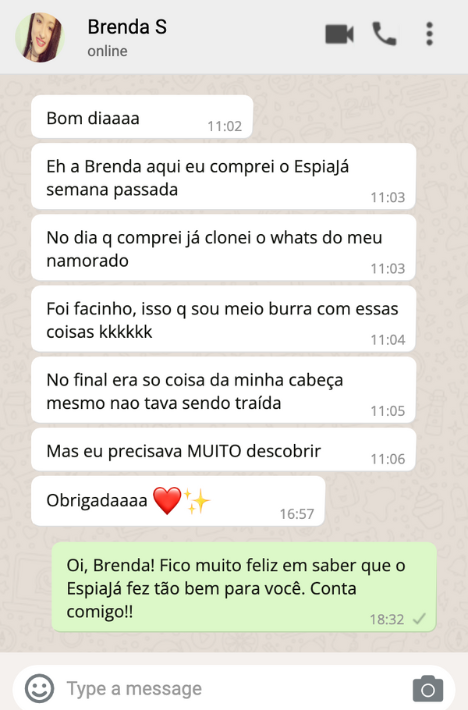 Brenda S
online
Bom diaaaa
11:02
Eh a Brenda aqui eu comprei o EspiaJá
semana passada
11:03
No dia q comprei já clonei o whats do meu
namorado
11:03
Foi facinho, isso q sou meio burra com essas
coisas kkkkkk
11:04
No final era so coisa da minha cabeça
mesmo nao tava sendo traída
11:05
Mas eu precisava MUITO descobrir
11:06
Obrigadaaaa ❤️✨
16:57
Oi, Brenda! Fico muito feliz em saber que o
EspiaJá fez tão bem para você. Conta
comigo!!
18:32
Type a message